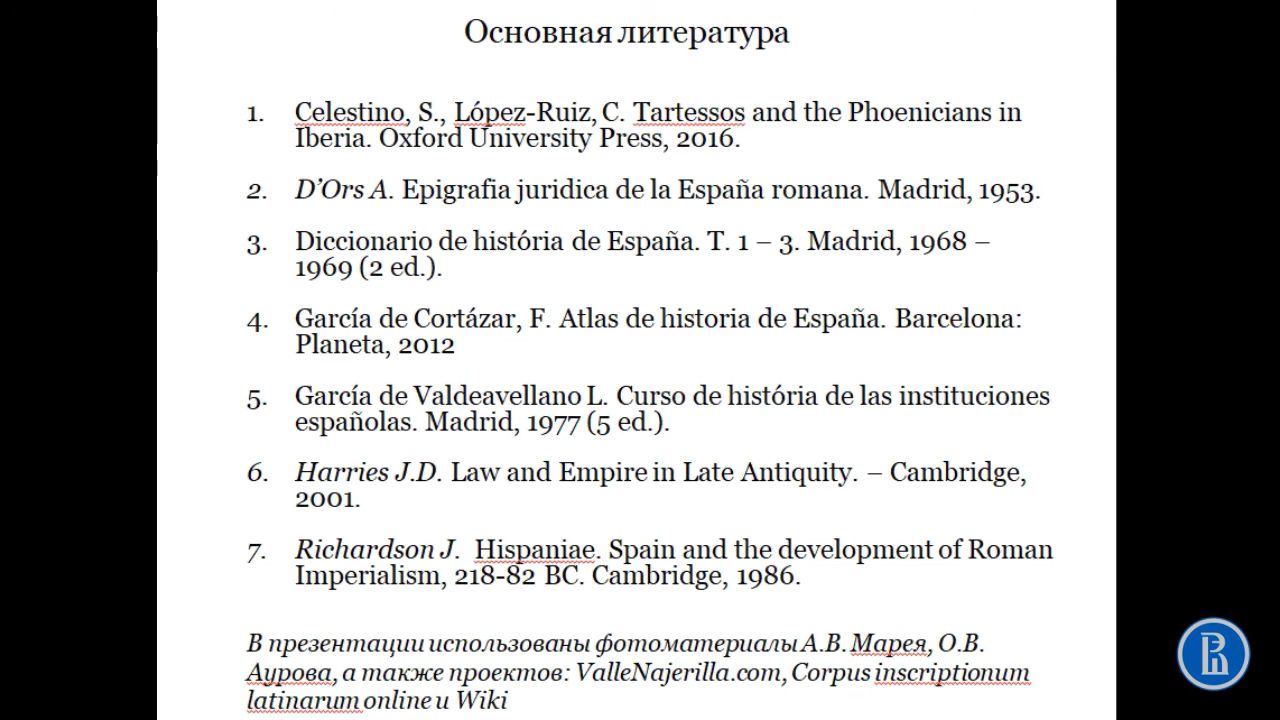 Основная литература
1. Celestino, S., López-Ruiz, C. Tartessos and the Phoenicians in
Iberia. Oxford University Press, 2016.
2. D’Ors A. Epigrafia juridica de la España romana. Madrid, 1953.
3. Diccionario de história de España. T. 1 – 3. Madrid, 1968 –
1969 (2 ed.).
4. García de Cortázar, F. Atlas de historia de España. Barcelona:
Planeta, 2012
5. García de Valdeavellano L. Curso de história de las instituciones
españolas. Madrid, 1977 (5 ed.).
6. Harries J.D. Law and Empire in Late Antiquity. – Cambridge,
2001.
7. Richardson J. Hispaniae. Spain and the development of Roman
Imperialism, 218-82 BC. Cambridge, 1986.
В презентации использованы фотоматериалы А.В. Марея, О.В.
Аурова, а также проектов: ValleNajerilla.com, Corpus inscriptionum
latinarum online и Wiki